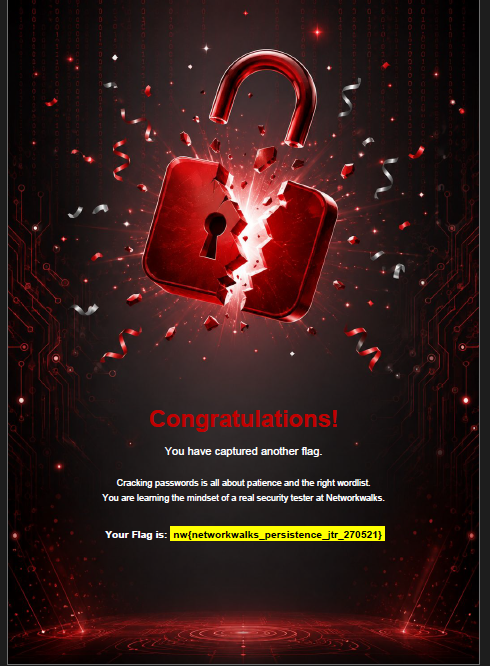 Congratulations!
You have captured another flag.
Cracking passwords is all about patience and the right wordlist.
You are learning the mindset of a real security tester at Networkwalks.
Your Flag is: nw{networkwalks_persistence_jtr_270521}